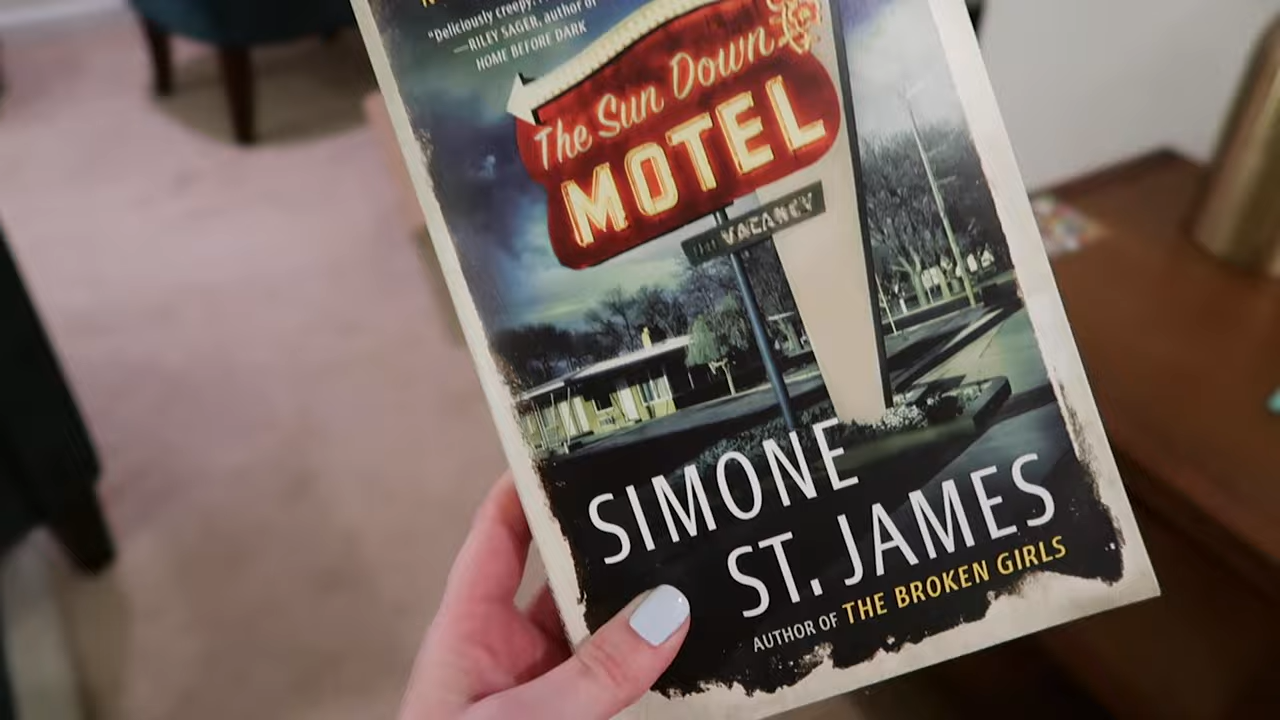 "Deliciously creepy.
—RILEY SAGER, author of
HOME BEFORE DARK
The Sun Down
MOTEL
VACANCY
SIMONE
ST. JAMES
AUTHOR OF THE BROKEN GIRLS